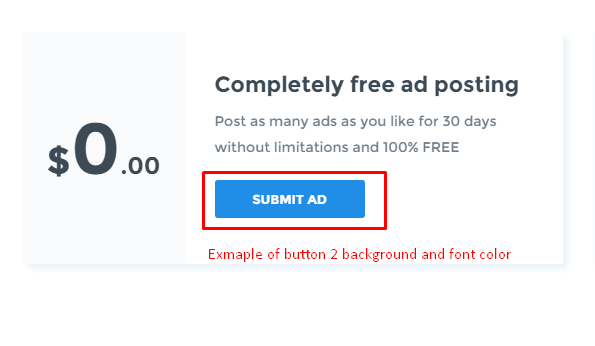 Completely free ad posting
Post as many ads as you like for 30 days
without limitations and 100% FREE
$0.00
SUBMIT AD
Exmaple of button 2 background and font color